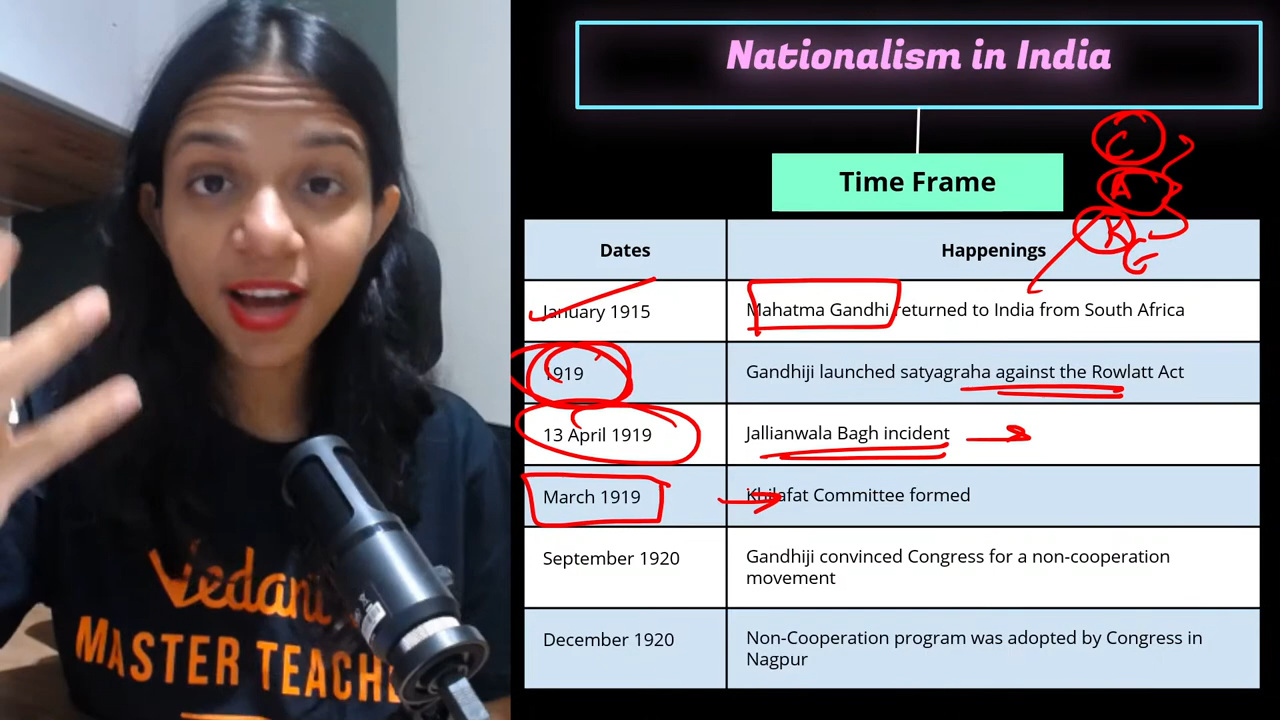 Nationalism in India
Time Frame
C
A
K
G
Dates Happenings
January 1915 Mahatma Gandhi returned to India from South Africa
1919 Gandhiji launched satyagraha against the Rowlatt Act
13 April 1919 Jallianwala Bagh incident
March 1919 Khilafat Committee formed
September 1920 Gandhiji convinced Congress for a non-cooperation
movement
December 1920 Non-Cooperation program was adopted by Congress in
Nagpur
MASTER